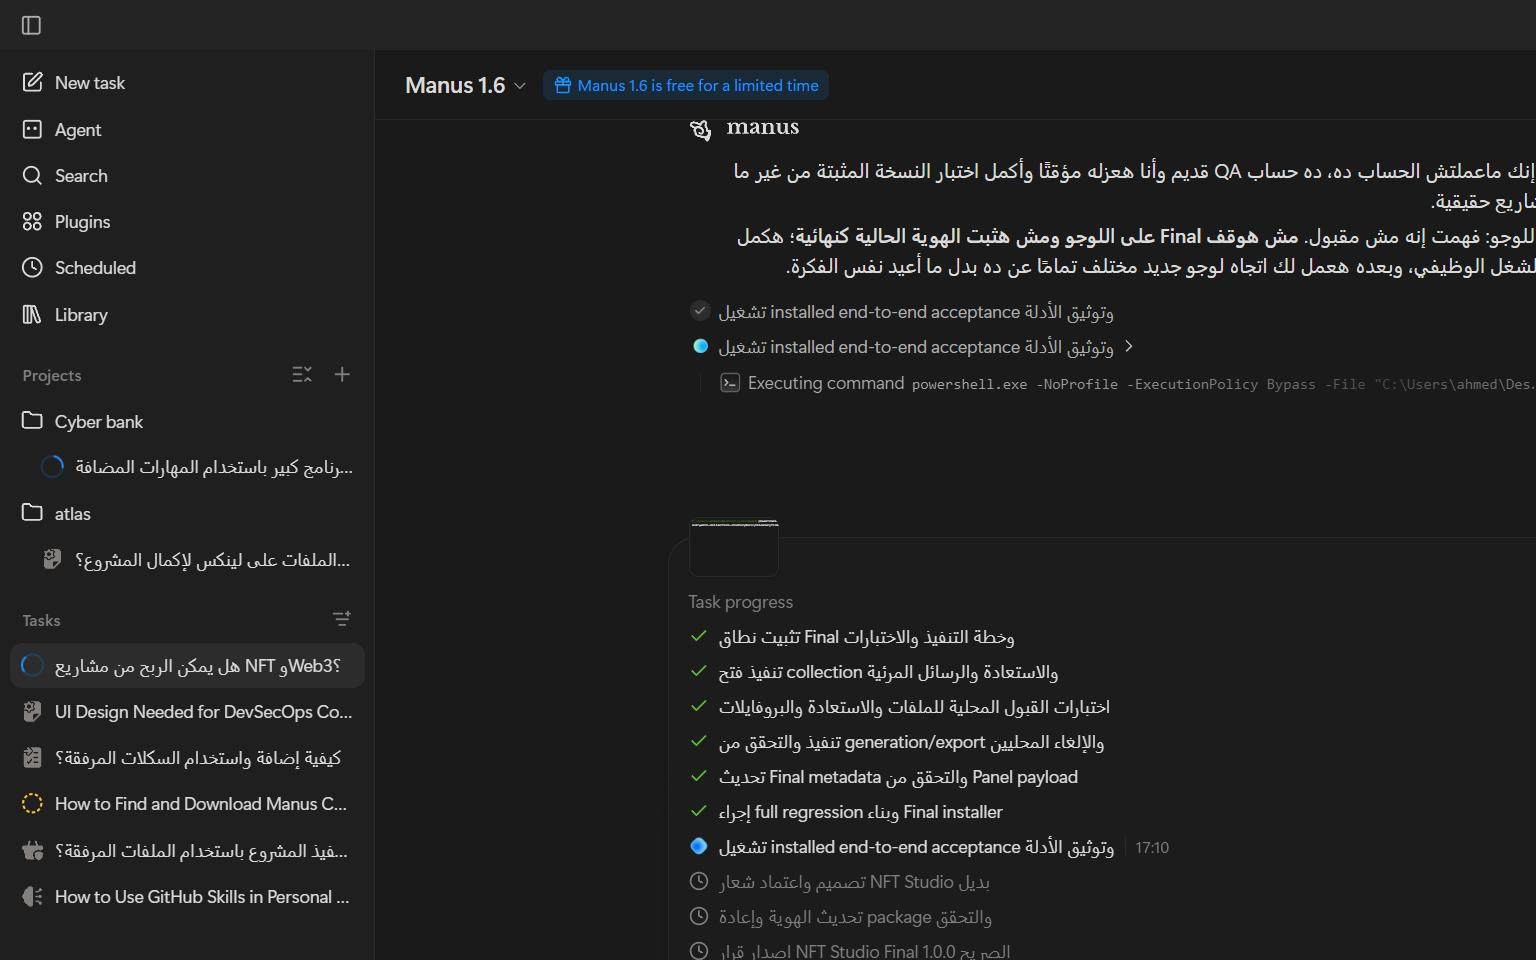 New task
Agent
Search
Plugins
Scheduled
Library
Projects
Cyber bank
...رنامج كبير باستخدام المهارات المضافة
atlas
...الملفات على لينكس لإكمال المشروع؟
Tasks
هل يمكن الربح من مشاريع NFT وWeb3؟
UI Design Needed for DevSecOps Co...
كيفية إضافة واستخدام السكلات المرفقة؟
How to Find and Download Manus C...
...فيذ المشروع باستخدام الملفات المرفقة؟
How to Use GitHub Skills in Personal ...
Manus 1.6
Manus 1.6 is free for a limited time
manus
إنك ماعملتش الحساب ده، ده حساب QA قديم وأنا هعزله مؤقتًا وأكمل اختبار النسخة المثبتة من غير ما
حقيقية.
فهمت إنه مش مقبول. مش هوقف Final على اللوجو ومش هثبت الهوية الحالية كنهائية؛ هكمل
الوظيفي، وبعده هعمل لك اتجاه لوجو جديد مختلف تمامًا عن ده بدل ما أعيد نفس الفكرة.
تشغيل installed end-to-end acceptance وتوثيق الأدلة
تشغيل installed end-to-end acceptance وتوثيق الأدلة
Executing command powershell.exe -NoProfile -ExecutionPolicy Bypass -File "C:\Users\ahmed\Des...
Task progress
تثبيت نطاق Final وخطة التنفيذ والاختبارات
تنفيذ فتح collection والاستعادة والرسائل المرئية
اختبارات القبول المحلية للملفات والاستعادة والبروفايلات
تنفيذ والتحقق من generation/export والإلغاء المحليين
تحديث Final metadata والتحقق من Panel payload
إجراء full regression وبناء Final installer
تشغيل installed end-to-end acceptance وتوثيق الأدلة 17:10
تصميم واعتماد شعار NFT Studio بديل
تحديث الهوية وإعادة package والتحقق
اصدار قرار NFT Studio Final 1.0.0 الصريح